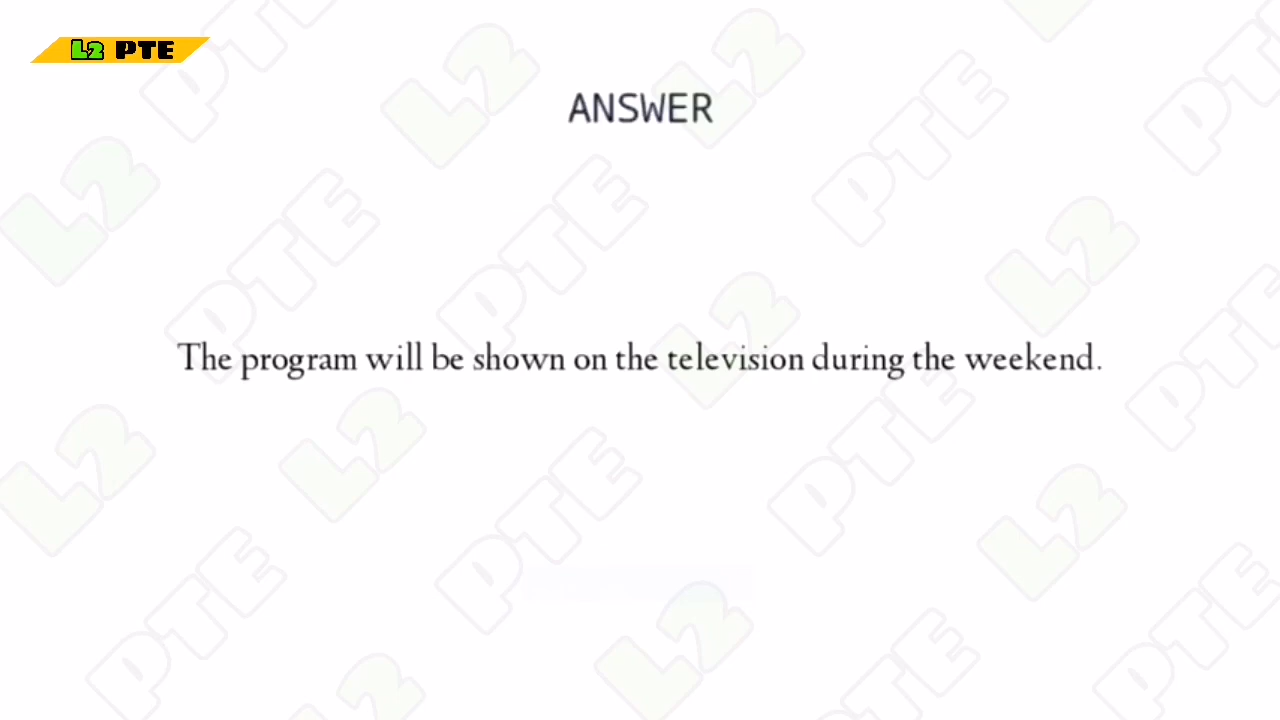 L2 PTE
ANSWER
The program will be shown on the television during the weekend.